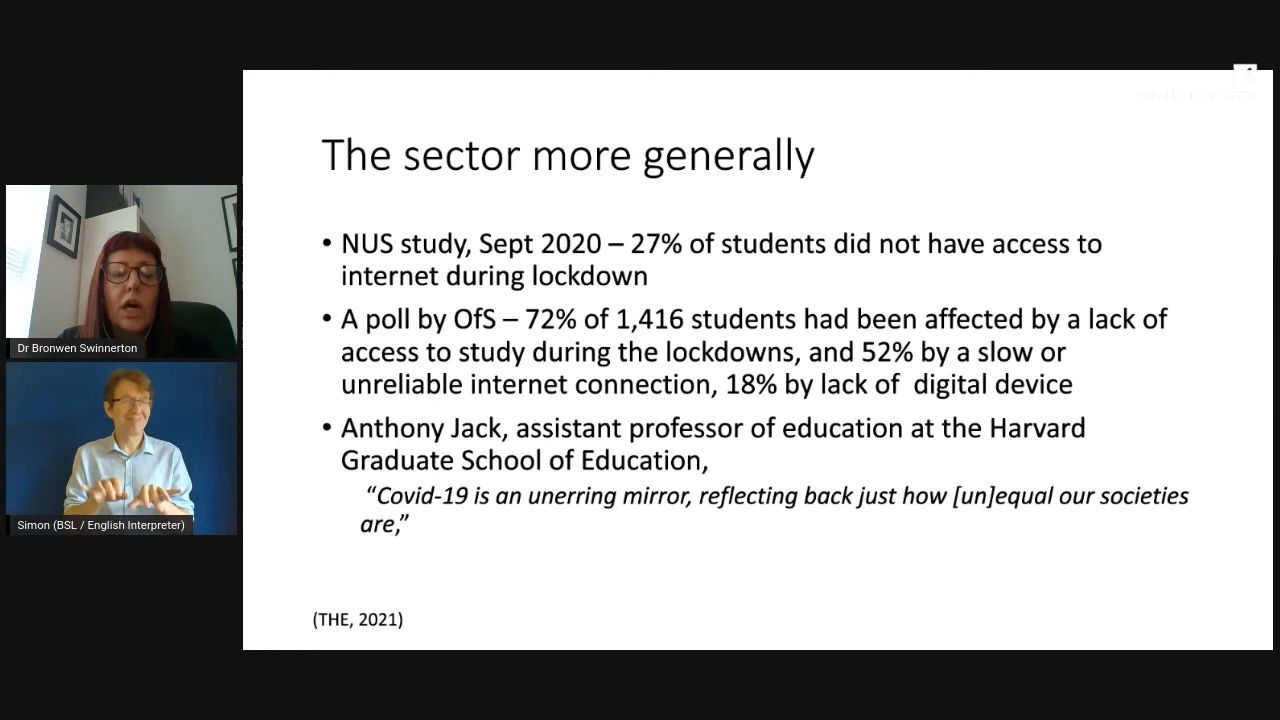 The sector more generally
• NUS study, Sept 2020 – 27% of students did not have access to
internet during lockdown
• A poll by OfS – 72% of 1,416 students had been affected by a lack of
access to study during the lockdowns, and 52% by a slow or
unreliable internet connection, 18% by lack of  digital device
• Anthony Jack, assistant professor of education at the Harvard
Graduate School of Education,
“Covid-19 is an unerring mirror, reflecting back just how [un]equal our societies
are,”
(THE, 2021)
Dr Bronwen Swinnerton
Simon (BSL / English Interpreter)